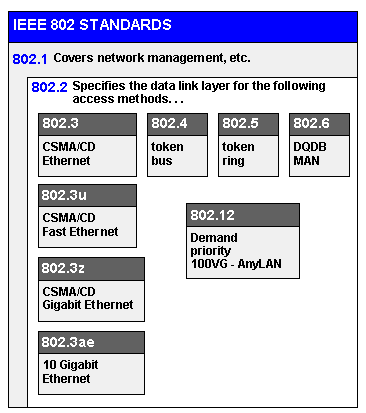 IEEE 802 STANDARDS
802.1 Covers network management, etc.
802.2 Specifies the data link layer for the following
access methods. . .
802.3
CSMA/CD
Ethernet
802.4
token
bus
802.5
token
ring
802.6
DQDB
MAN
802.3u
CSMA/CD
Fast Ethernet
802.12
Demand
priority
100VG - AnyLAN
802.3z
CSMA/CD
Gigabit Ethernet
802.3ae
10 Gigabit
Ethernet